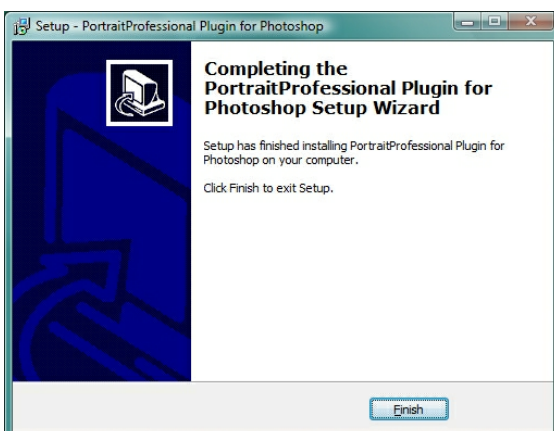 Setup - PortraitProfessional Plugin for Photoshop
Completing the
PortraitProfessional Plugin for
Photoshop Setup Wizard
Setup has finished installing PortraitProfessional Plugin for
Photoshop on your computer.
Click Finish to exit Setup.
Finish